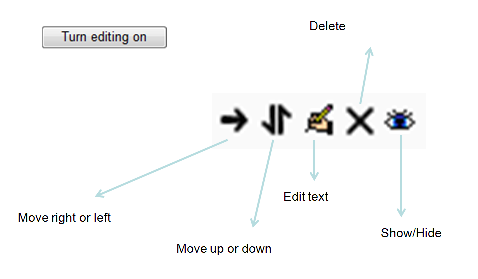 Turn editing on
Delete
Move right or left
Edit text
Move up or down
Show/Hide